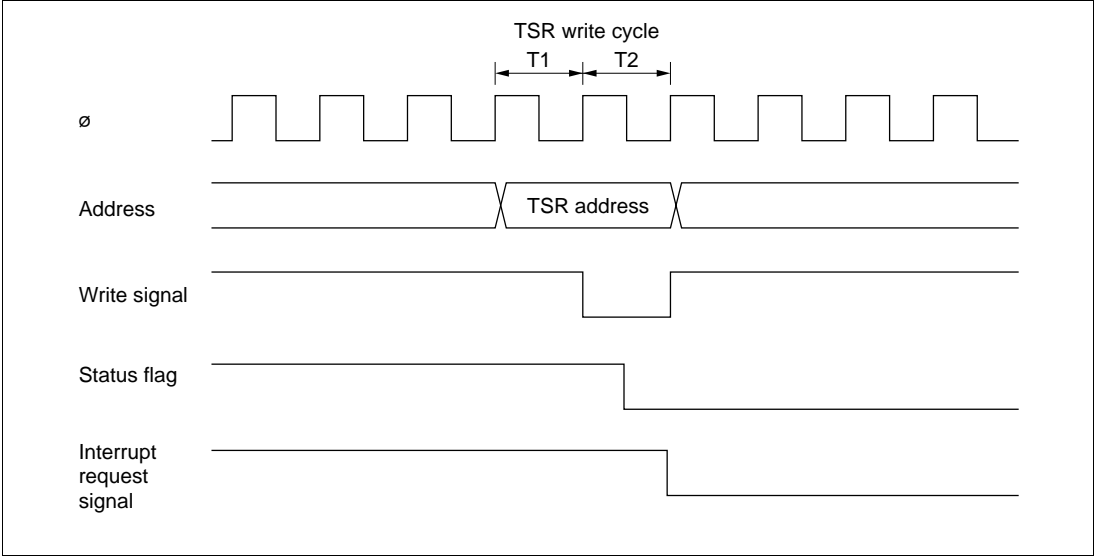 TSR write cycle
T1 T2
ø
Address
TSR address
Write signal
Status flag
Interrupt
request
signal